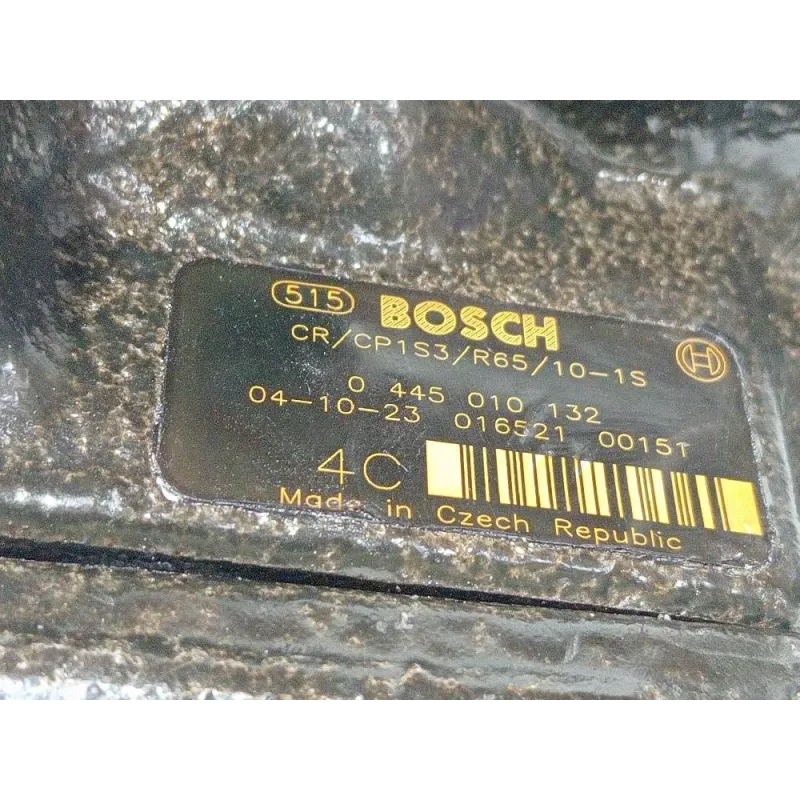 515 BOSCH
CR/CP1S3/R65/10-1S
0 445 010 132
04-10-23 016521 00151
4C
Made in Czech Republic